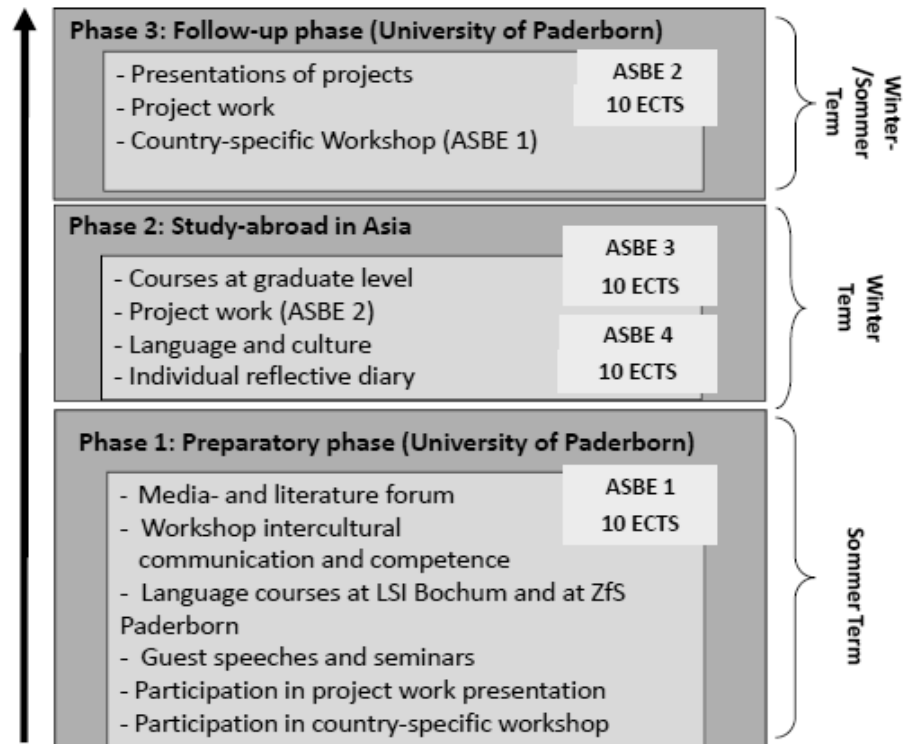 Phase 3: Follow-up phase (University of Paderborn)
- Presentations of projects
- Project work
- Country-specific Workshop (ASBE 1)
ASBE 2
10 ECTS
Winter-
/Sommer
Term
Phase 2: Study-abroad in Asia
- Courses at graduate level
- Project work (ASBE 2)
- Language and culture
- Individual reflective diary
ASBE 3
10 ECTS
ASBE 4
10 ECTS
Winter
Term
Phase 1: Preparatory phase (University of Paderborn)
- Media- and literature forum
- Workshop intercultural
communication and competence
- Language courses at LSI Bochum and at ZfS
Paderborn
- Guest speeches and seminars
- Participation in project work presentation
- Participation in country-specific workshop
ASBE 1
10 ECTS
Sommer Term